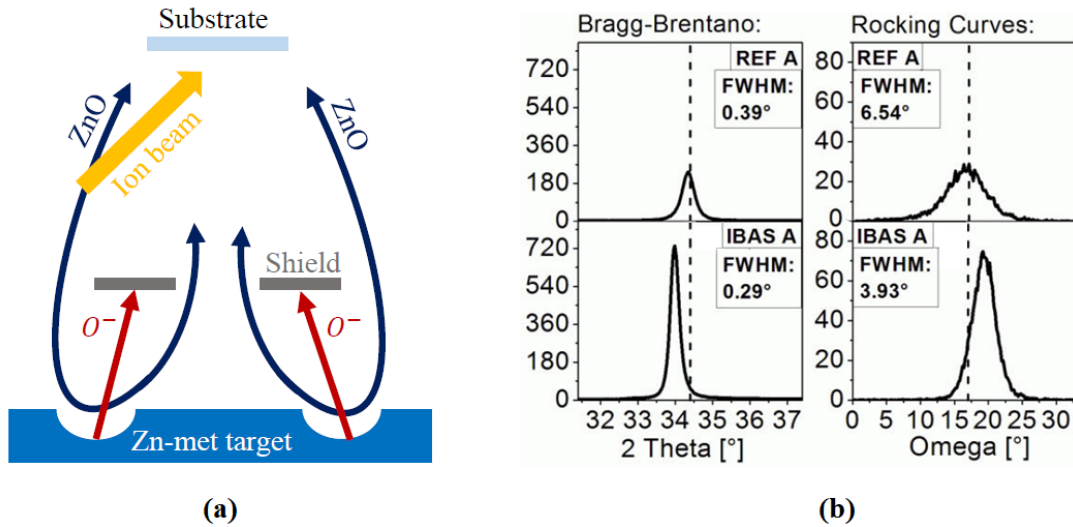 Substrate
ZnO
ZnO
Ion beam
Shield
O⁻
O⁻
Zn-met target
(a)
Bragg-Brentano:
Rocking Curves:
REF A
FWHM:
0.39°
720
540
360
180
0
IBAS A
FWHM:
0.29°
720
540
360
180
0
32 33 34 35 36 37
2 Theta [°]
REF A
FWHM:
6.54°
80
60
40
20
0
IBAS A
FWHM:
3.93°
80
60
40
20
0
0 5 10 15 20 25 30
Omega [°]
(b)